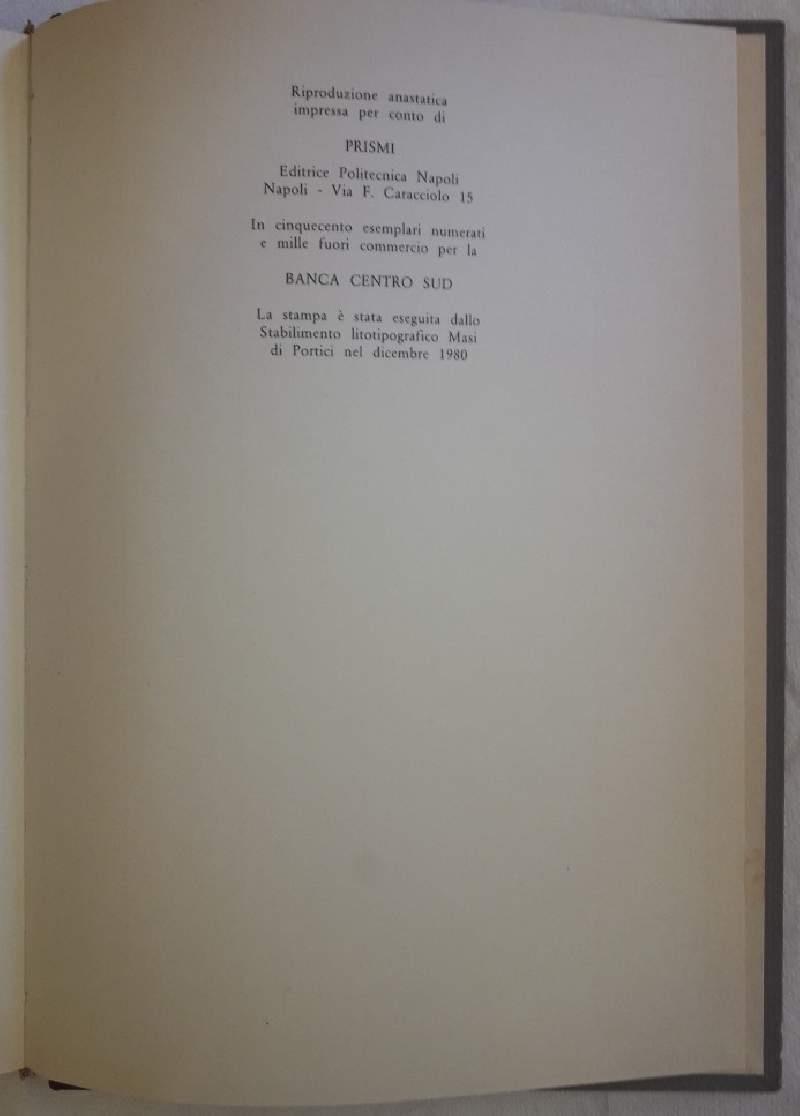 Riproduzione anastatica
impressa per conto di
PRISMI
Editrice Politecnica Napoli
Napoli - Via F. Caracciolo 15
In cinquecento esemplari numerati
e mille fuori commercio per la
BANCA CENTRO SUD
La stampa è stata eseguita dallo
Stabilimento litotipografico Masi
di Portici nel dicembre 1980